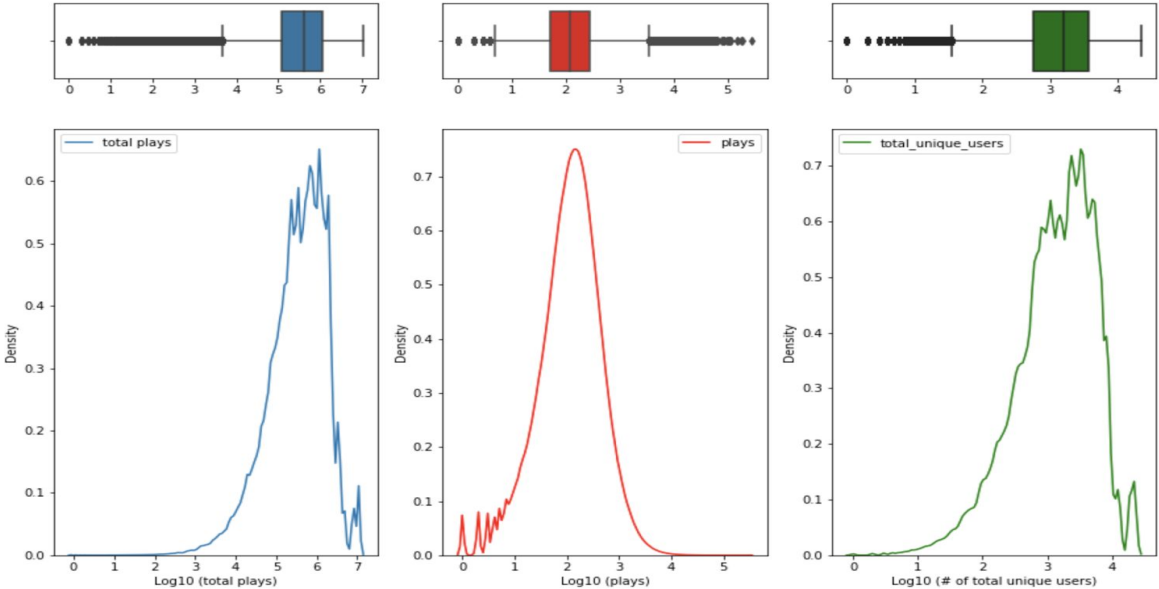 0 1 2 3 4 5 6 7
0 1 2 3 4 5
0 1 2 3 4
total plays
plays
total_unique_users
0.6
0.5
0.4
0.3
0.2
0.1
0.0
Density
0 1 2 3 4 5 6 7
Log10 (total plays)
0.7
0.6
0.5
0.4
0.3
0.2
0.1
0.0
Density
0 1 2 3 4 5
Log10 (plays)
0.7
0.6
0.5
0.4
0.3
0.2
0.1
0.0
Density
0 1 2 3 4
Log10 (# of total unique users)